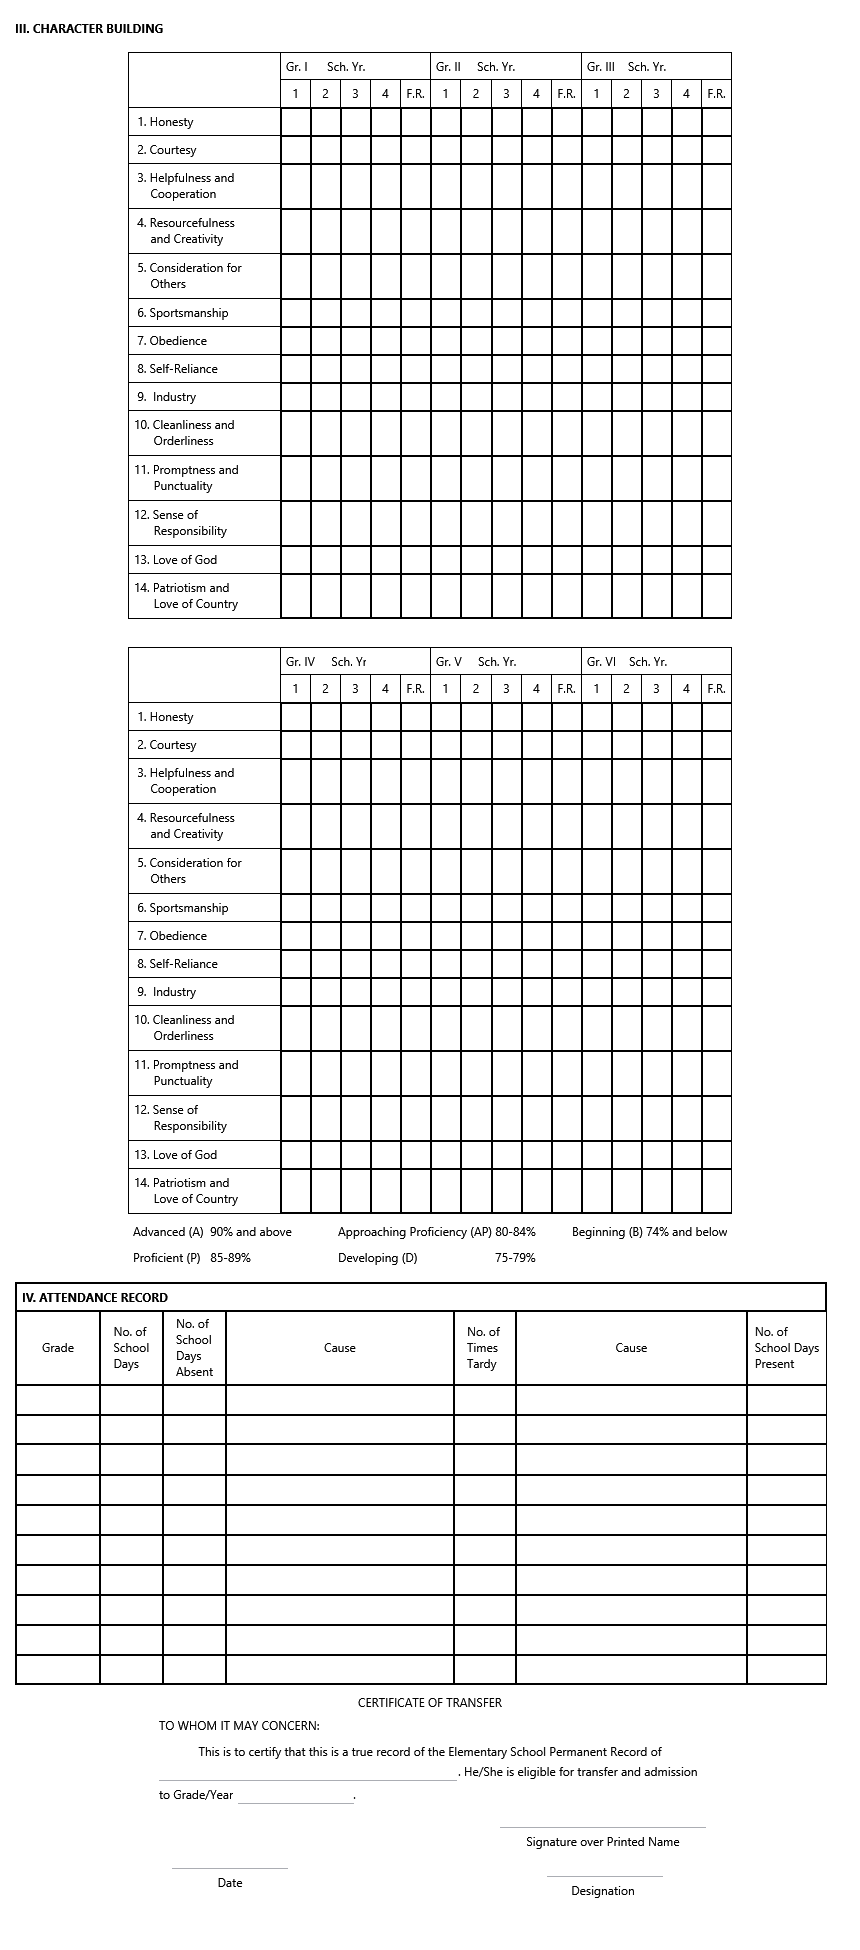 III. CHARACTER BUILDING
Gr. I Sch. Yr. Gr. II Sch. Yr. Gr. III Sch. Yr.
1 2 3 4 F.R. 1 2 3 4 F.R. 1 2 3 4 F.R.
1. Honesty
2. Courtesy
3. Helpfulness and
Cooperation
4. Resourcefulness
and Creativity
5. Consideration for
Others
6. Sportsmanship
7. Obedience
8. Self-Reliance
9. Industry
10. Cleanliness and
Orderliness
11. Promptness and
Punctuality
12. Sense of
Responsibility
13. Love of God
14. Patriotism and
Love of Country
Gr. IV Sch. Yr Gr. V Sch. Yr. Gr. VI Sch. Yr.
1 2 3 4 F.R. 1 2 3 4 F.R. 1 2 3 4 F.R.
1. Honesty
2. Courtesy
3. Helpfulness and
Cooperation
4. Resourcefulness
and Creativity
5. Consideration for
Others
6. Sportsmanship
7. Obedience
8. Self-Reliance
9. Industry
10. Cleanliness and
Orderliness
11. Promptness and
Punctuality
12. Sense of
Responsibility
13. Love of God
14. Patriotism and
Love of Country
Advanced (A) 90% and above Approaching Proficiency (AP) 80-84% Beginning (B) 74% and below
Proficient (P) 85-89% Developing (D) 75-79%
IV. ATTENDANCE RECORD
Grade
No. of
School
Days
No. of
School
Days
Absent
Cause
No. of
Times
Tardy
Cause
No. of
School Days
Present
CERTIFICATE OF TRANSFER
TO WHOM IT MAY CONCERN:
This is to certify that this is a true record of the Elementary School Permanent Record of
. He/She is eligible for transfer and admission
to Grade/Year .
Signature over Printed Name
Date
Designation